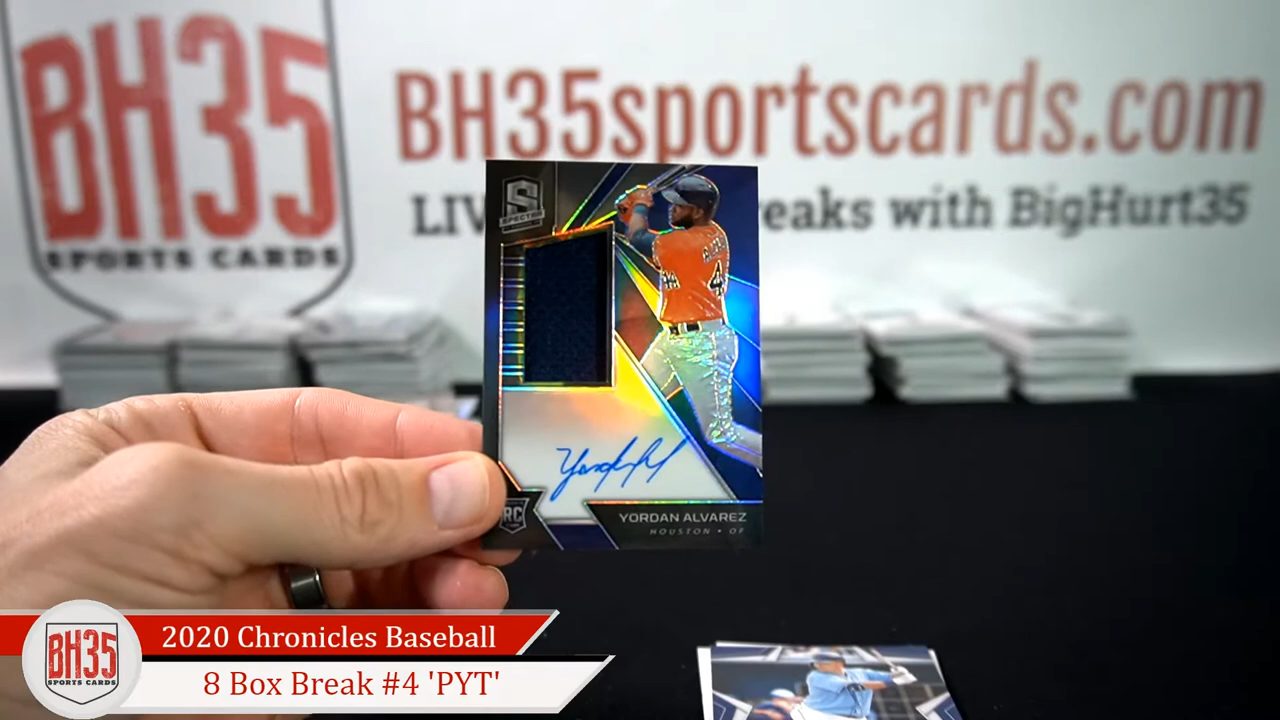 BH35
SPORTS CARDS
BH35sportscards.com
LIV
eaks with BigHurt35
SPECTRA
4
YORDAN ALVAREZ
HOUSTON • OF
RC
BH35
SPORTS CARDS
2020 Chronicles Baseball
8 Box Break #4 'PYT'